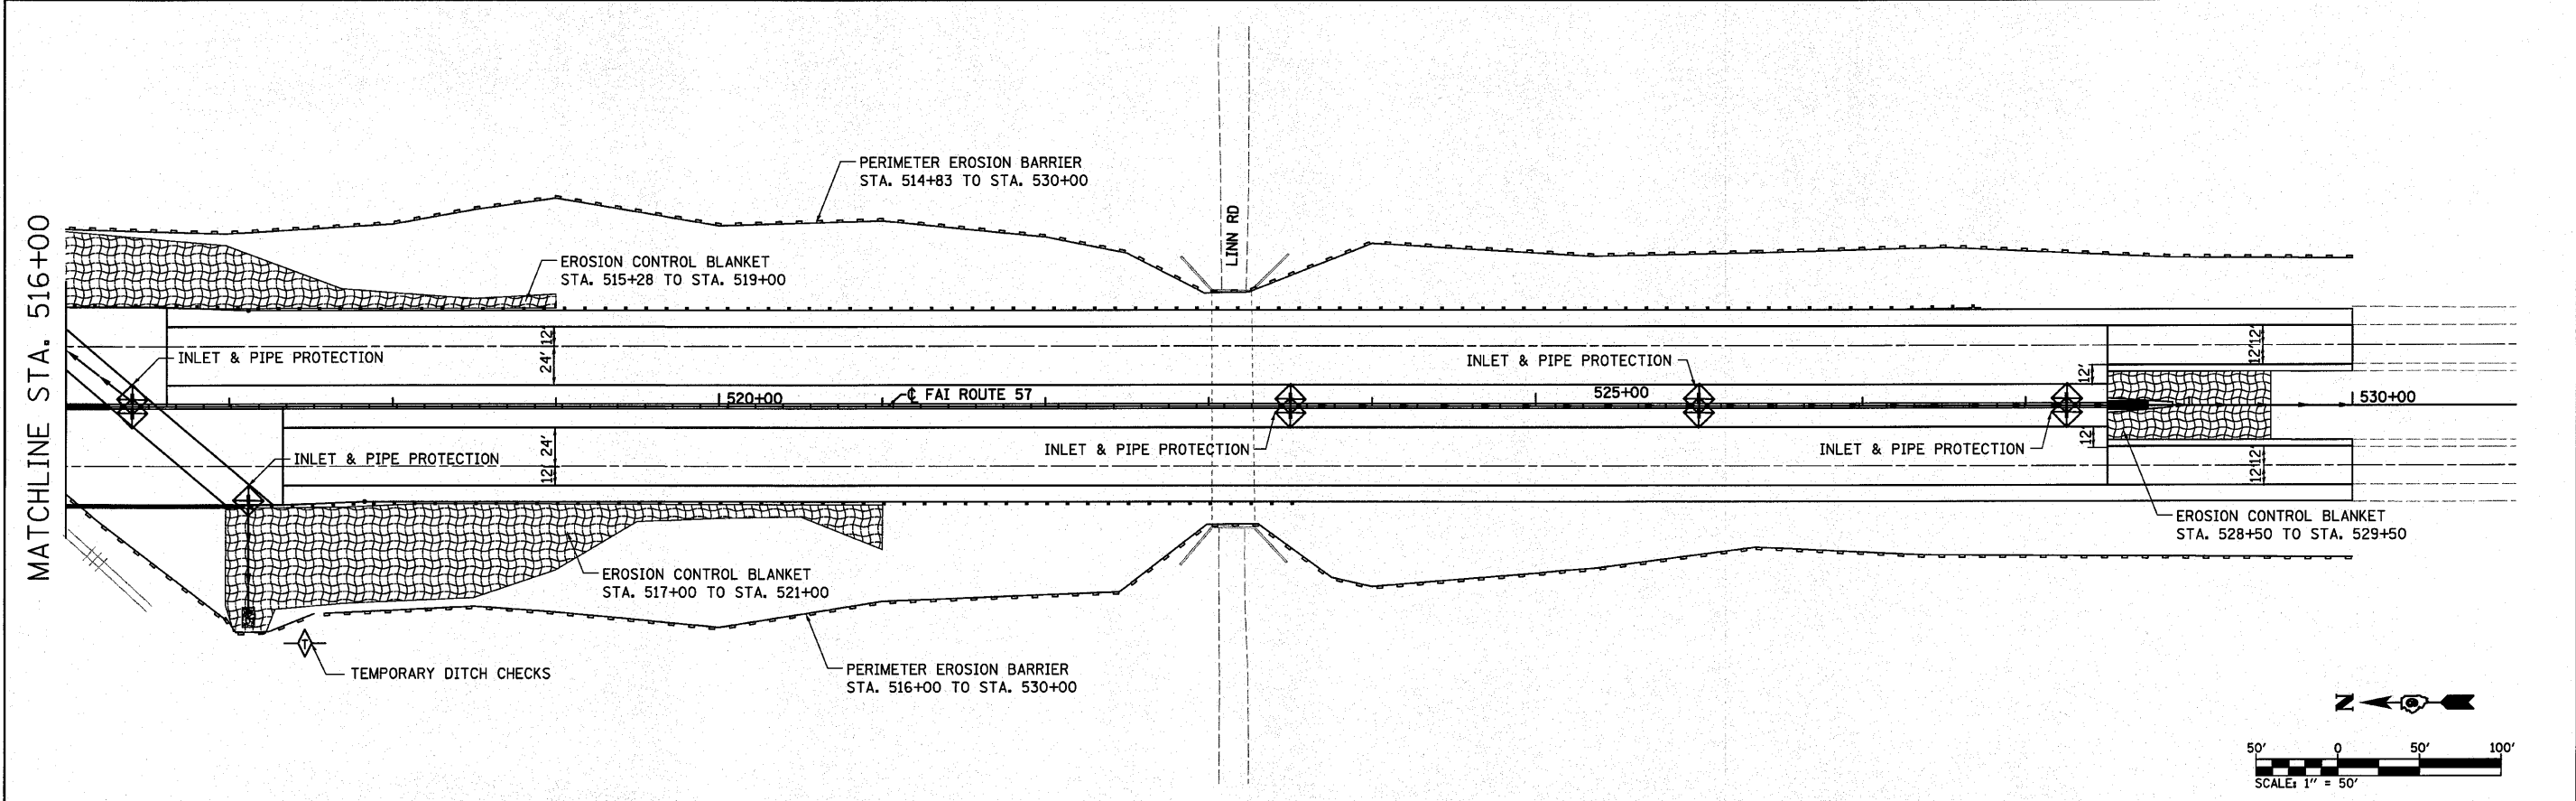 MATCHLINE STA. 516+00
PERIMETER EROSION BARRIER
STA. 514+83 TO STA. 530+00
LINN RD
EROSION CONTROL BLANKET
STA. 515+28 TO STA. 519+00
12'
24'
INLET & PIPE PROTECTION
INLET & PIPE PROTECTION
12'
12'
12'
520+00
℄ FAI ROUTE 57
525+00
530+00
INLET & PIPE PROTECTION
INLET & PIPE PROTECTION
INLET & PIPE PROTECTION
24'
12'
12'
12'
12'
EROSION CONTROL BLANKET
STA. 528+50 TO STA. 529+50
EROSION CONTROL BLANKET
STA. 517+00 TO STA. 521+00
T
TEMPORARY DITCH CHECKS
PERIMETER EROSION BARRIER
STA. 516+00 TO STA. 530+00
N
50' 0 50' 100'
SCALE: 1" = 50'